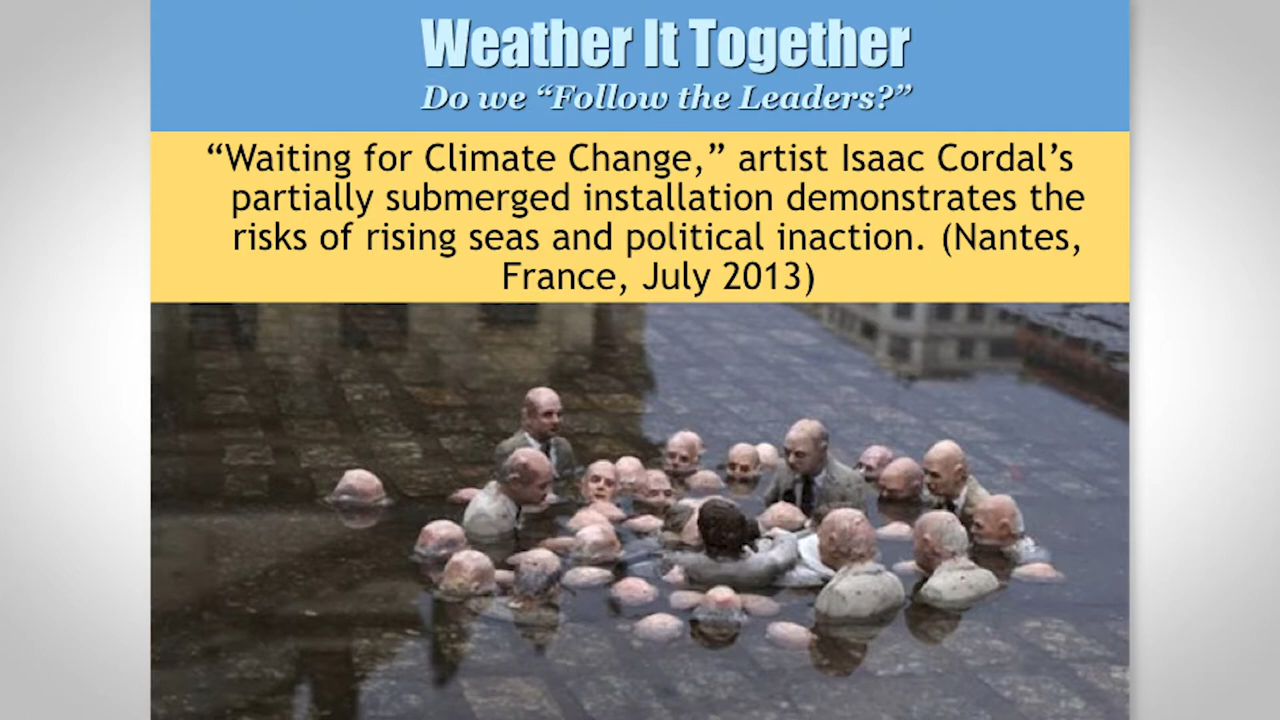 Weather It Together
Do we “Follow the Leaders?”
“Waiting for Climate Change,” artist Isaac Cordal’s
partially submerged installation demonstrates the
risks of rising seas and political inaction. (Nantes,
France, July 2013)